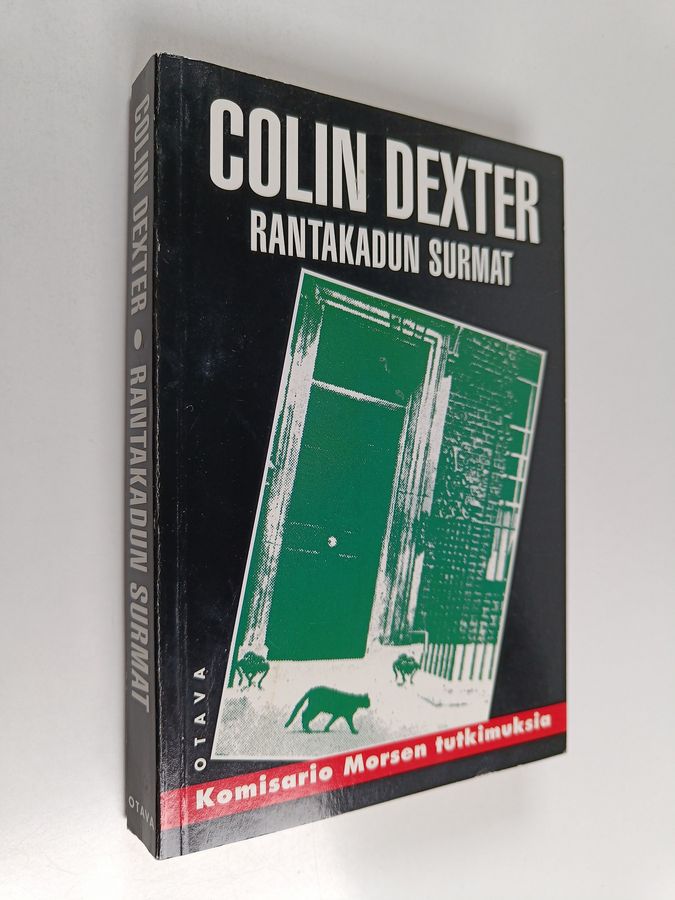 COLIN DEXTER
RANTAKADUN SURMAT
OTAVA
Komisario Morsen tutkimuksia
COLIN DEXTER • RANTAKADUN SURMAT
OTAVA